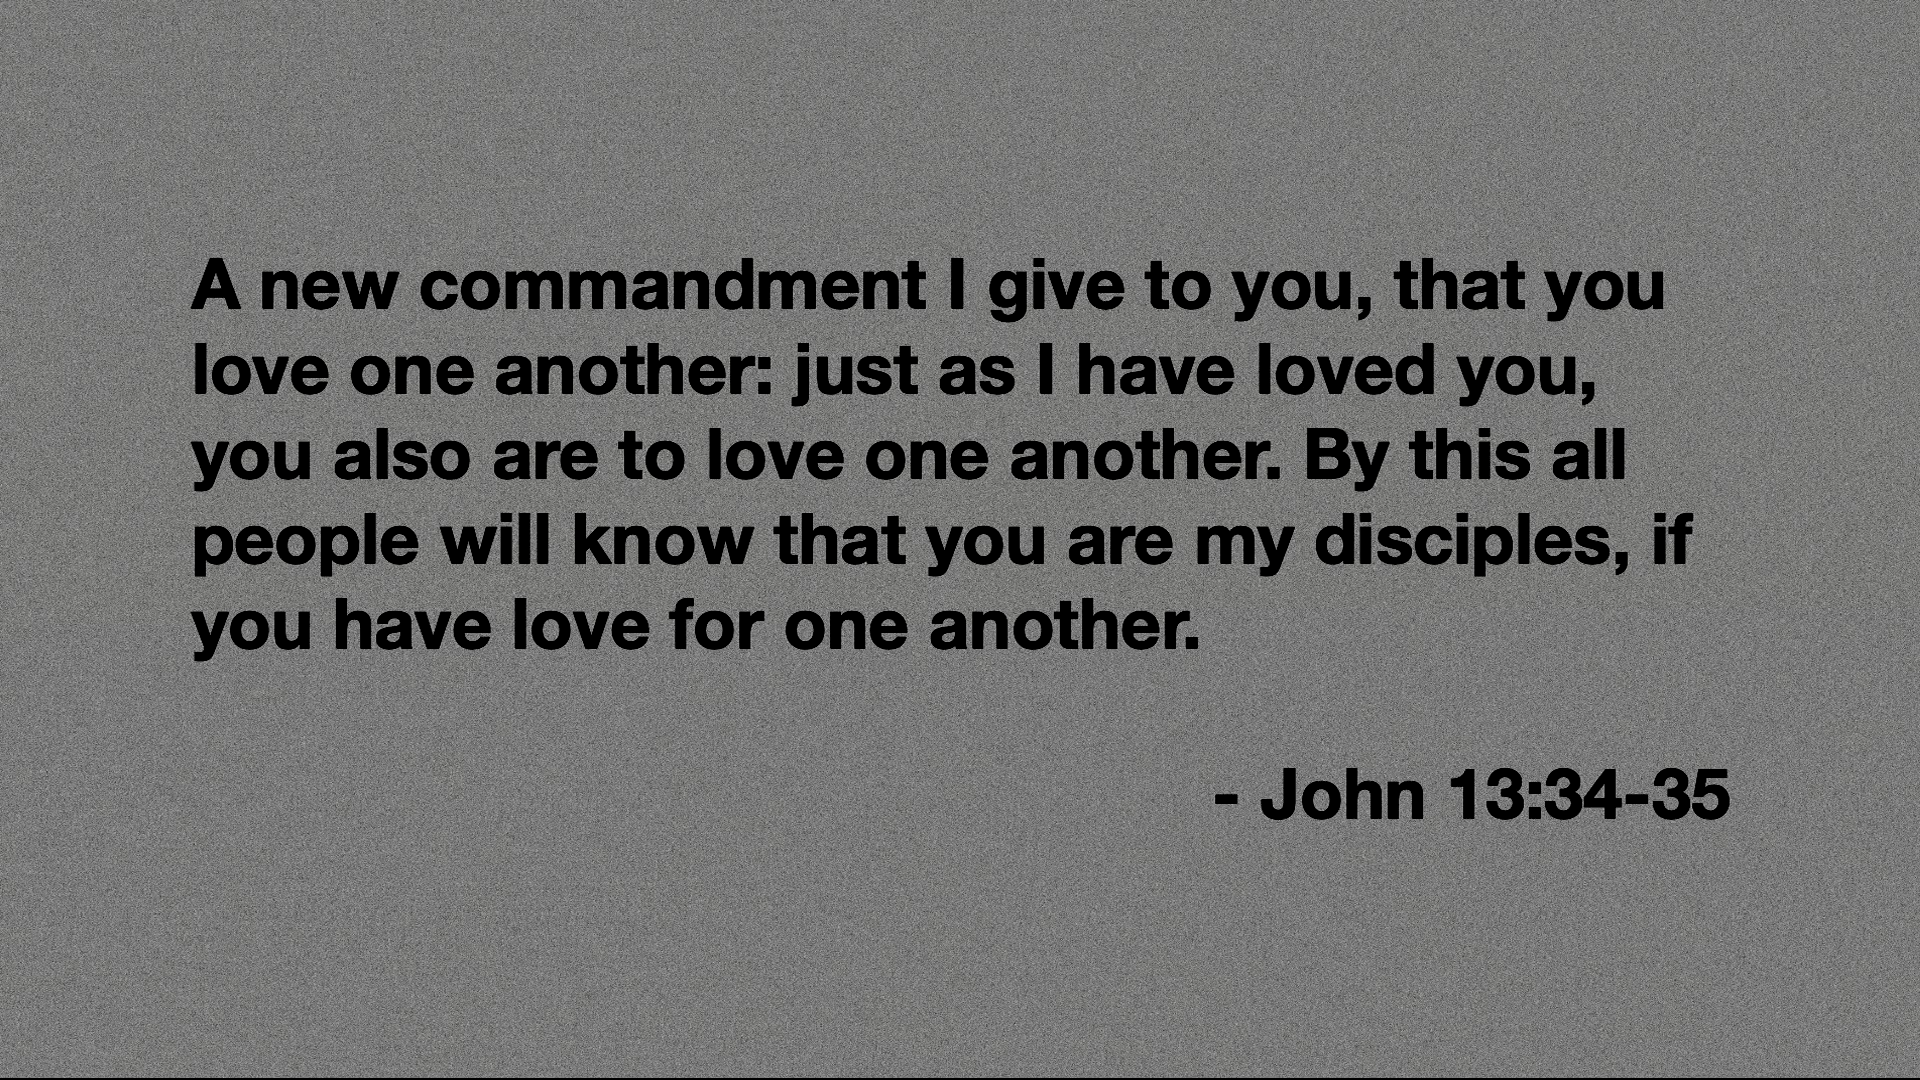 A new commandment I give to you, that you
love one another: just as I have loved you,
you also are to love one another. By this all
people will know that you are my disciples, if
you have love for one another.
- John 13:34-35